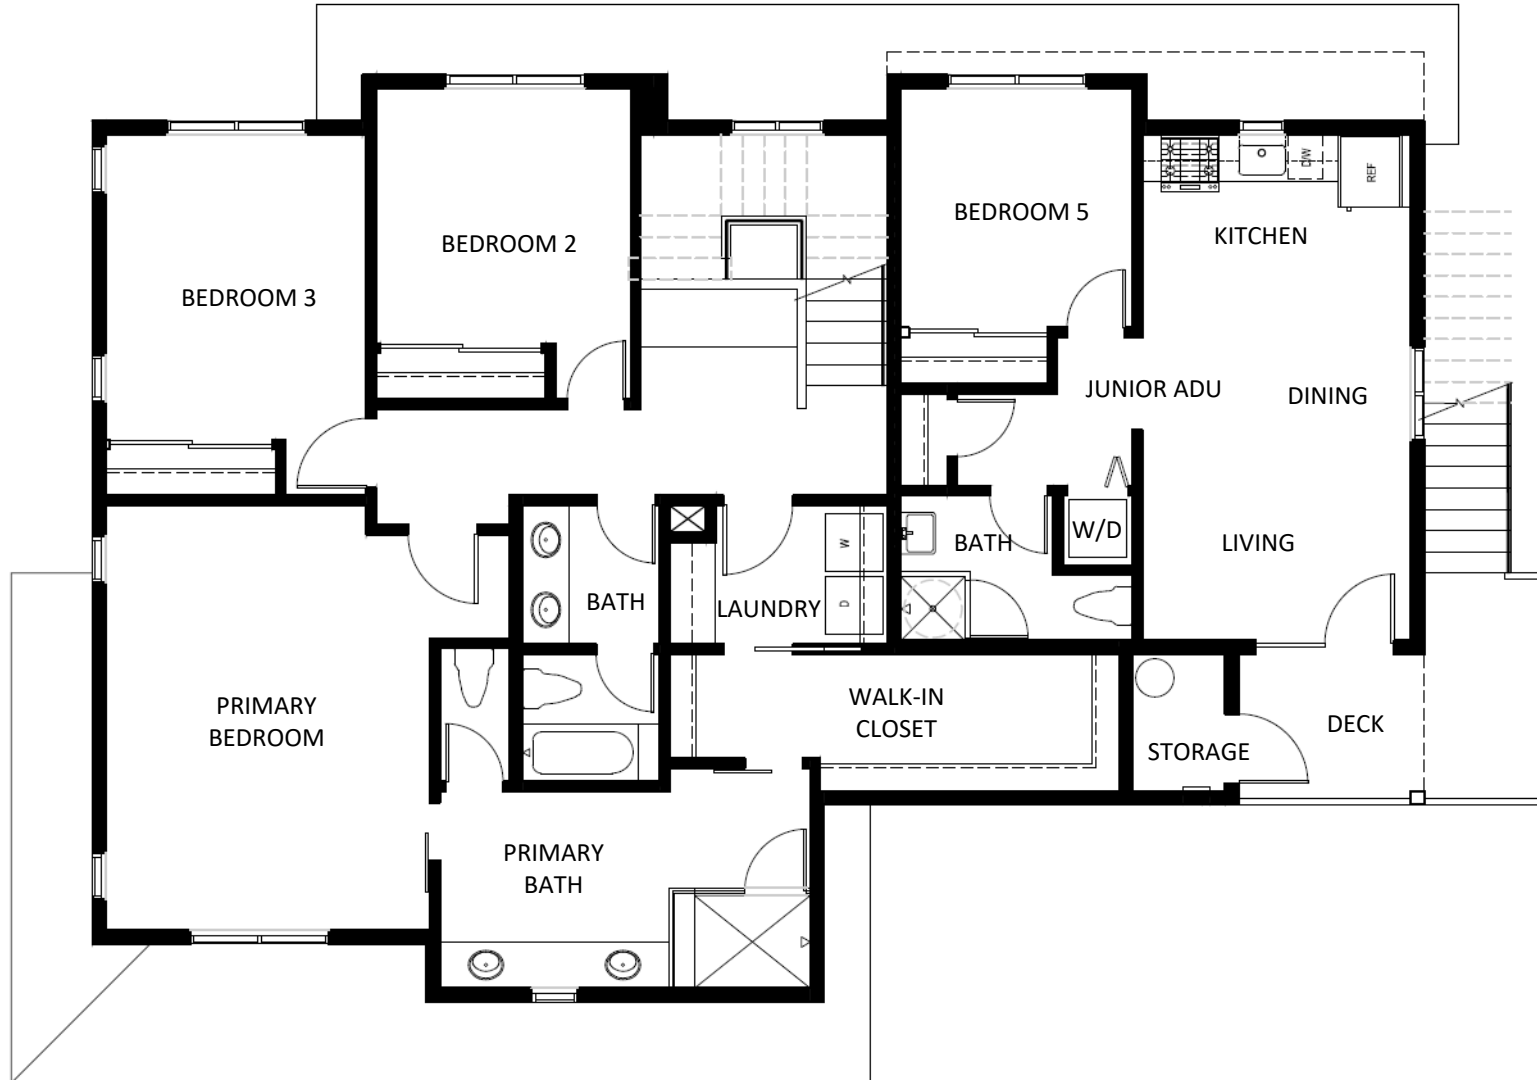 D/W
REF
BEDROOM 5
KITCHEN
BEDROOM 2
BEDROOM 3
JUNIOR ADU
DINING
W
W/D
BATH
LIVING
BATH
LAUNDRY
D
PRIMARY
BEDROOM
WALK-IN
CLOSET
DECK
STORAGE
PRIMARY
BATH